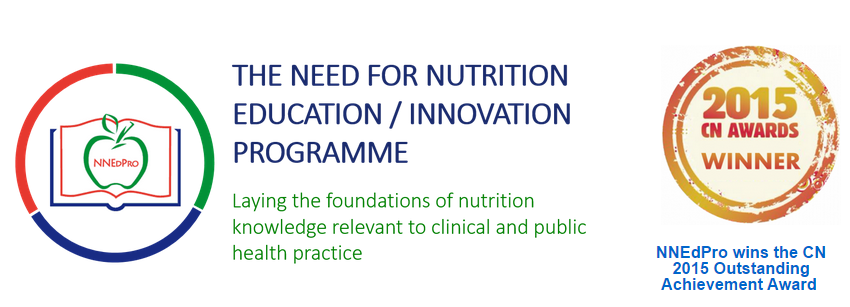 NNEdPro
THE NEED FOR NUTRITION
EDUCATION / INNOVATION
PROGRAMME
Laying the foundations of nutrition
knowledge relevant to clinical and public
health practice
2015
CN AWARDS
WINNER
NNEdPro wins the CN
2015 Outstanding
Achievement Award